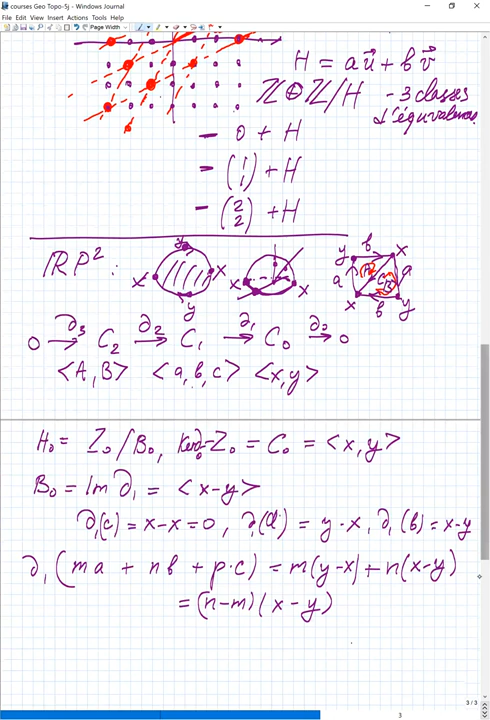 courses Geo Topo-5j - Windows Journal
File Edit View Insert Actions Tools Help
Page Width
H = a u⃗ + b v⃗
ℤ ⊕ ℤ/H - 3 classes
d'équivalence
- 0 + H
- (1 1) + H
- (2 2) + H
ℝP² :
y
x x
y
x x
y b x
a A c B a
x b y
0 →∂₃ C₂ →∂₂ C₁ →∂₁ C₀ →∂₀ 0
<A, B> <a, b, c> <x, y>
H₀ = Z₀/B₀, Ker∂₀ = Z₀ = C₀ = <x, y>
B₀ = Im ∂₁ = <x-y>
∂₁(c) = x-x = 0, ∂₁(a) = y-x, ∂₁(b) = x-y
∂₁(ma + nb + p·c) = m(y-x) + n(x-y)
= (n-m)(x-y)
3 / 3
3